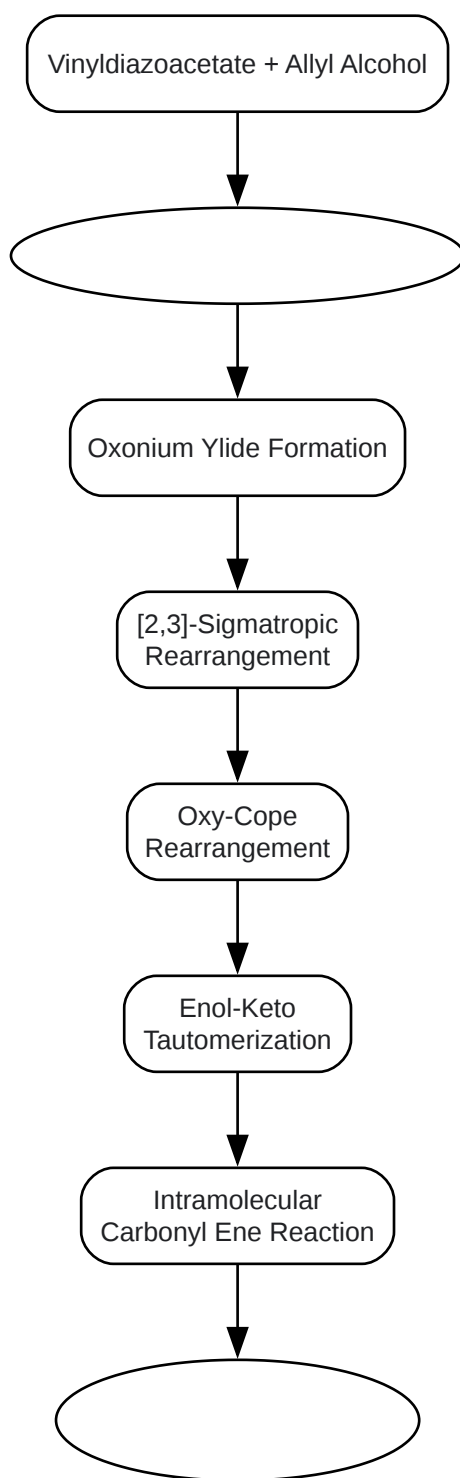 Vinyldiazoacetate + Allyl Alcohol
Oxonium Ylide Formation
[2,3]-Sigmatropic
Rearrangement
Oxy-Cope
Rearrangement
Enol-Keto
Tautomerization
Intramolecular
Carbonyl Ene Reaction